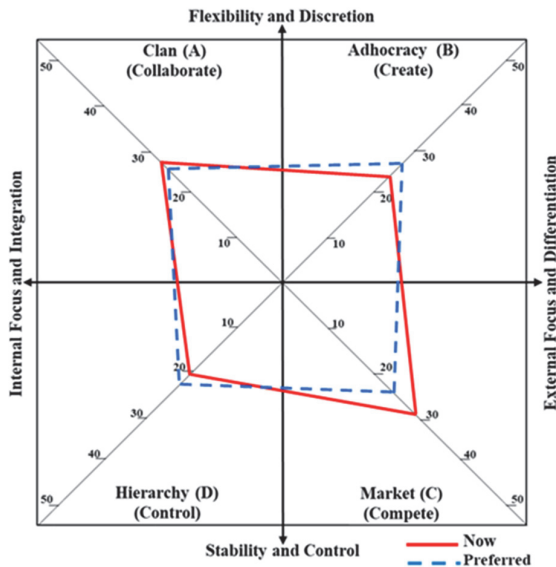 Flexibility and Discretion
Clan (A)
(Collaborate)
Adhocracy (B)
(Create)
50
50
40
40
30
30
20
20
10
10
Internal Focus and Integration
External Focus and Differentiation
10
10
20
20
30
30
40
40
50
50
Hierarchy (D)
(Control)
Market (C)
(Compete)
Stability and Control
Now
Preferred